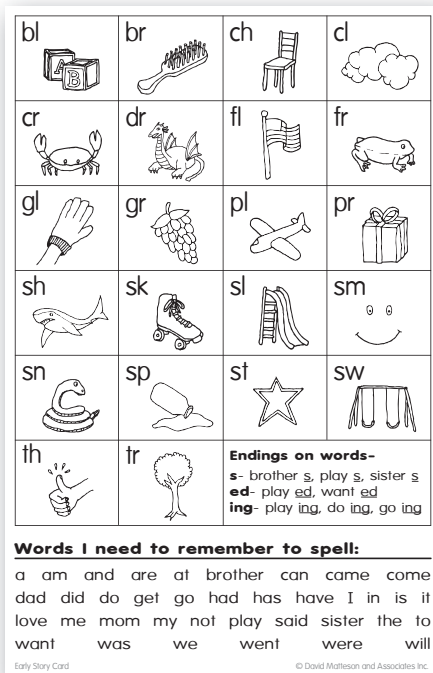 bl br ch cl
A B
cr dr fl fr
gl gr pl pr
sh sk sl sm
sn sp st sw
th tr
Endings on words-
s- brother s, play s, sister s
ed- play ed, want ed
ing- play ing, do ing, go ing
Words I need to remember to spell:
a am and are at brother can came come
dad did do get go had has have I in is it
love me mom my not play said sister the to
want was we went were will
Early Story Card © David Matteson and Associates Inc.